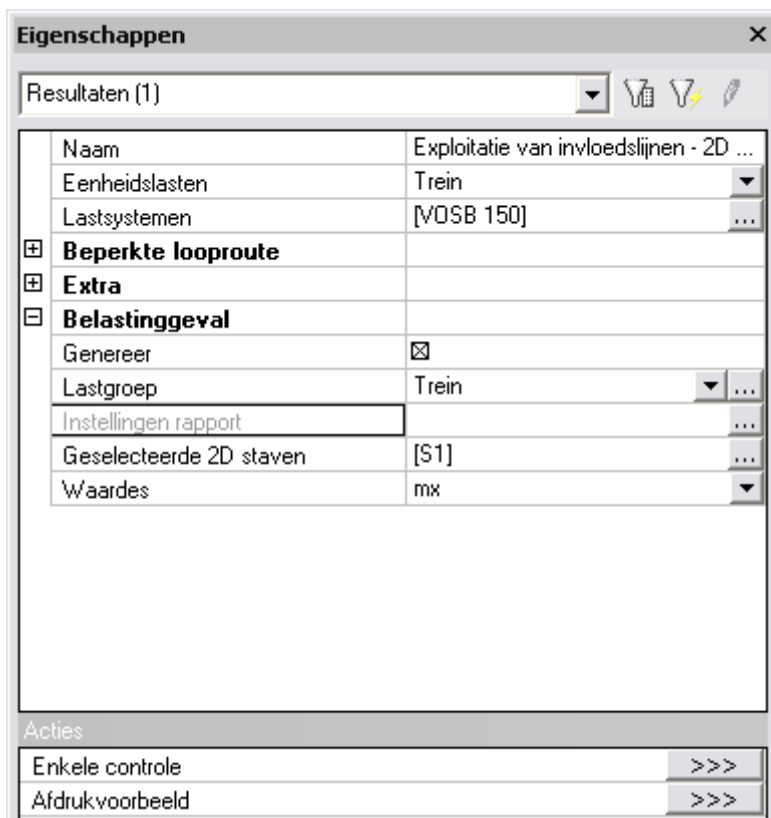 Eigenschappen
Resultaten (1)
Naam Exploitatie van invloedslijnen - 2D ...
Eenheidslasten Trein
Lastsystemen [VOSB 150] ...
Beperkte looproute
Extra
Belastinggeval
Genereer
Lastgroep Trein ...
Instellingen rapport ...
Geselecteerde 2D staven [S1] ...
Waardes mx
Acties
Enkele controle >>>
Afdrukvoorbeeld >>>